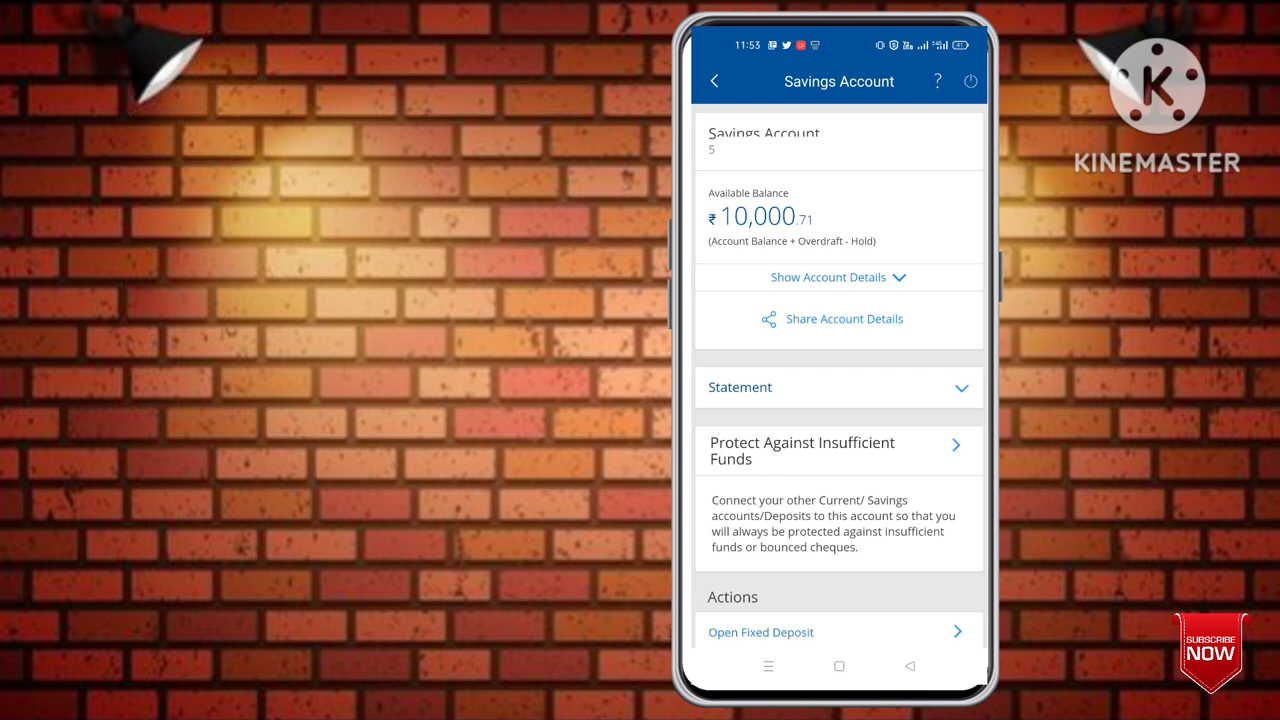 11:53
Savings Account
?
Savings Account
5
Available Balance
₹ 10,000.71
(Account Balance + Overdraft - Hold)
Show Account Details
Share Account Details
Statement
Protect Against Insufficient
Funds
Connect your other Current/ Savings
accounts/Deposits to this account so that you
will always be protected against insufficient
funds or bounced cheques.
Actions
Open Fixed Deposit
K
KINEMASTER
SUBSCRIBE
NOW